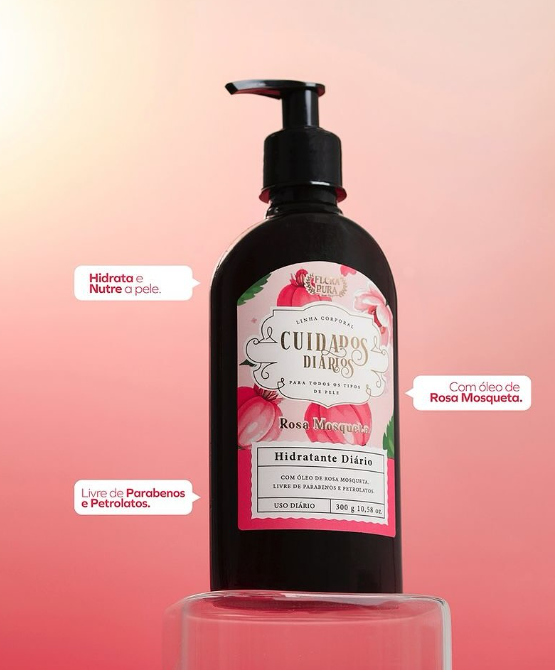 Hidrata e
Nutre a pele.
FLORA
PURA
LINHA CORPORAL
CUIDADOS
DIÁRIOS
PARA TODOS OS TIPOS
DE PELE
Com óleo de
Rosa Mosqueta.
Rosa Mosqueta
Hidratante Diário
COM ÓLEO DE ROSA MOSQUETA.
LIVRE DE PARABENOS E PETROLATOS.
Livre de Parabenos
e Petrolatos.
USO DIÁRIO
300 g 10,58 oz.